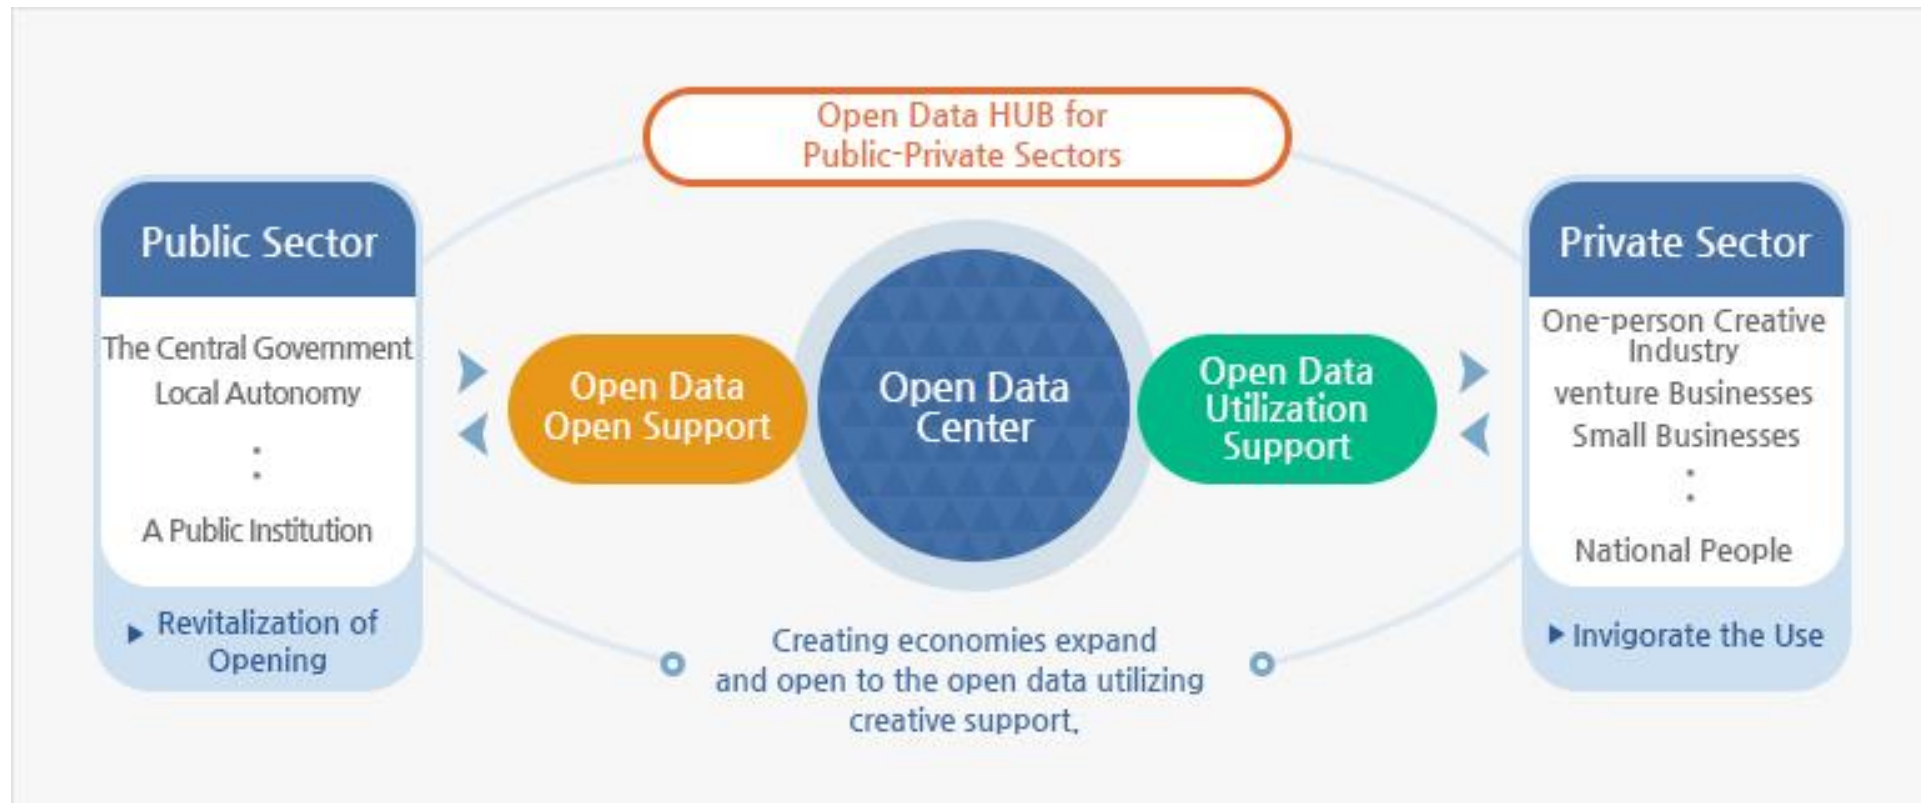 Open Data HUB for
Public-Private Sectors
Public Sector
The Central Government
Local Autonomy
:
A Public Institution
▶ Revitalization of
Opening
Open Data
Open Support
Open Data
Center
Open Data
Utilization
Support
Private Sector
One-person Creative
Industry
venture Businesses
Small Businesses
:
National People
▶ Invigorate the Use
Creating economies expand
and open to the open data utilizing
creative support.